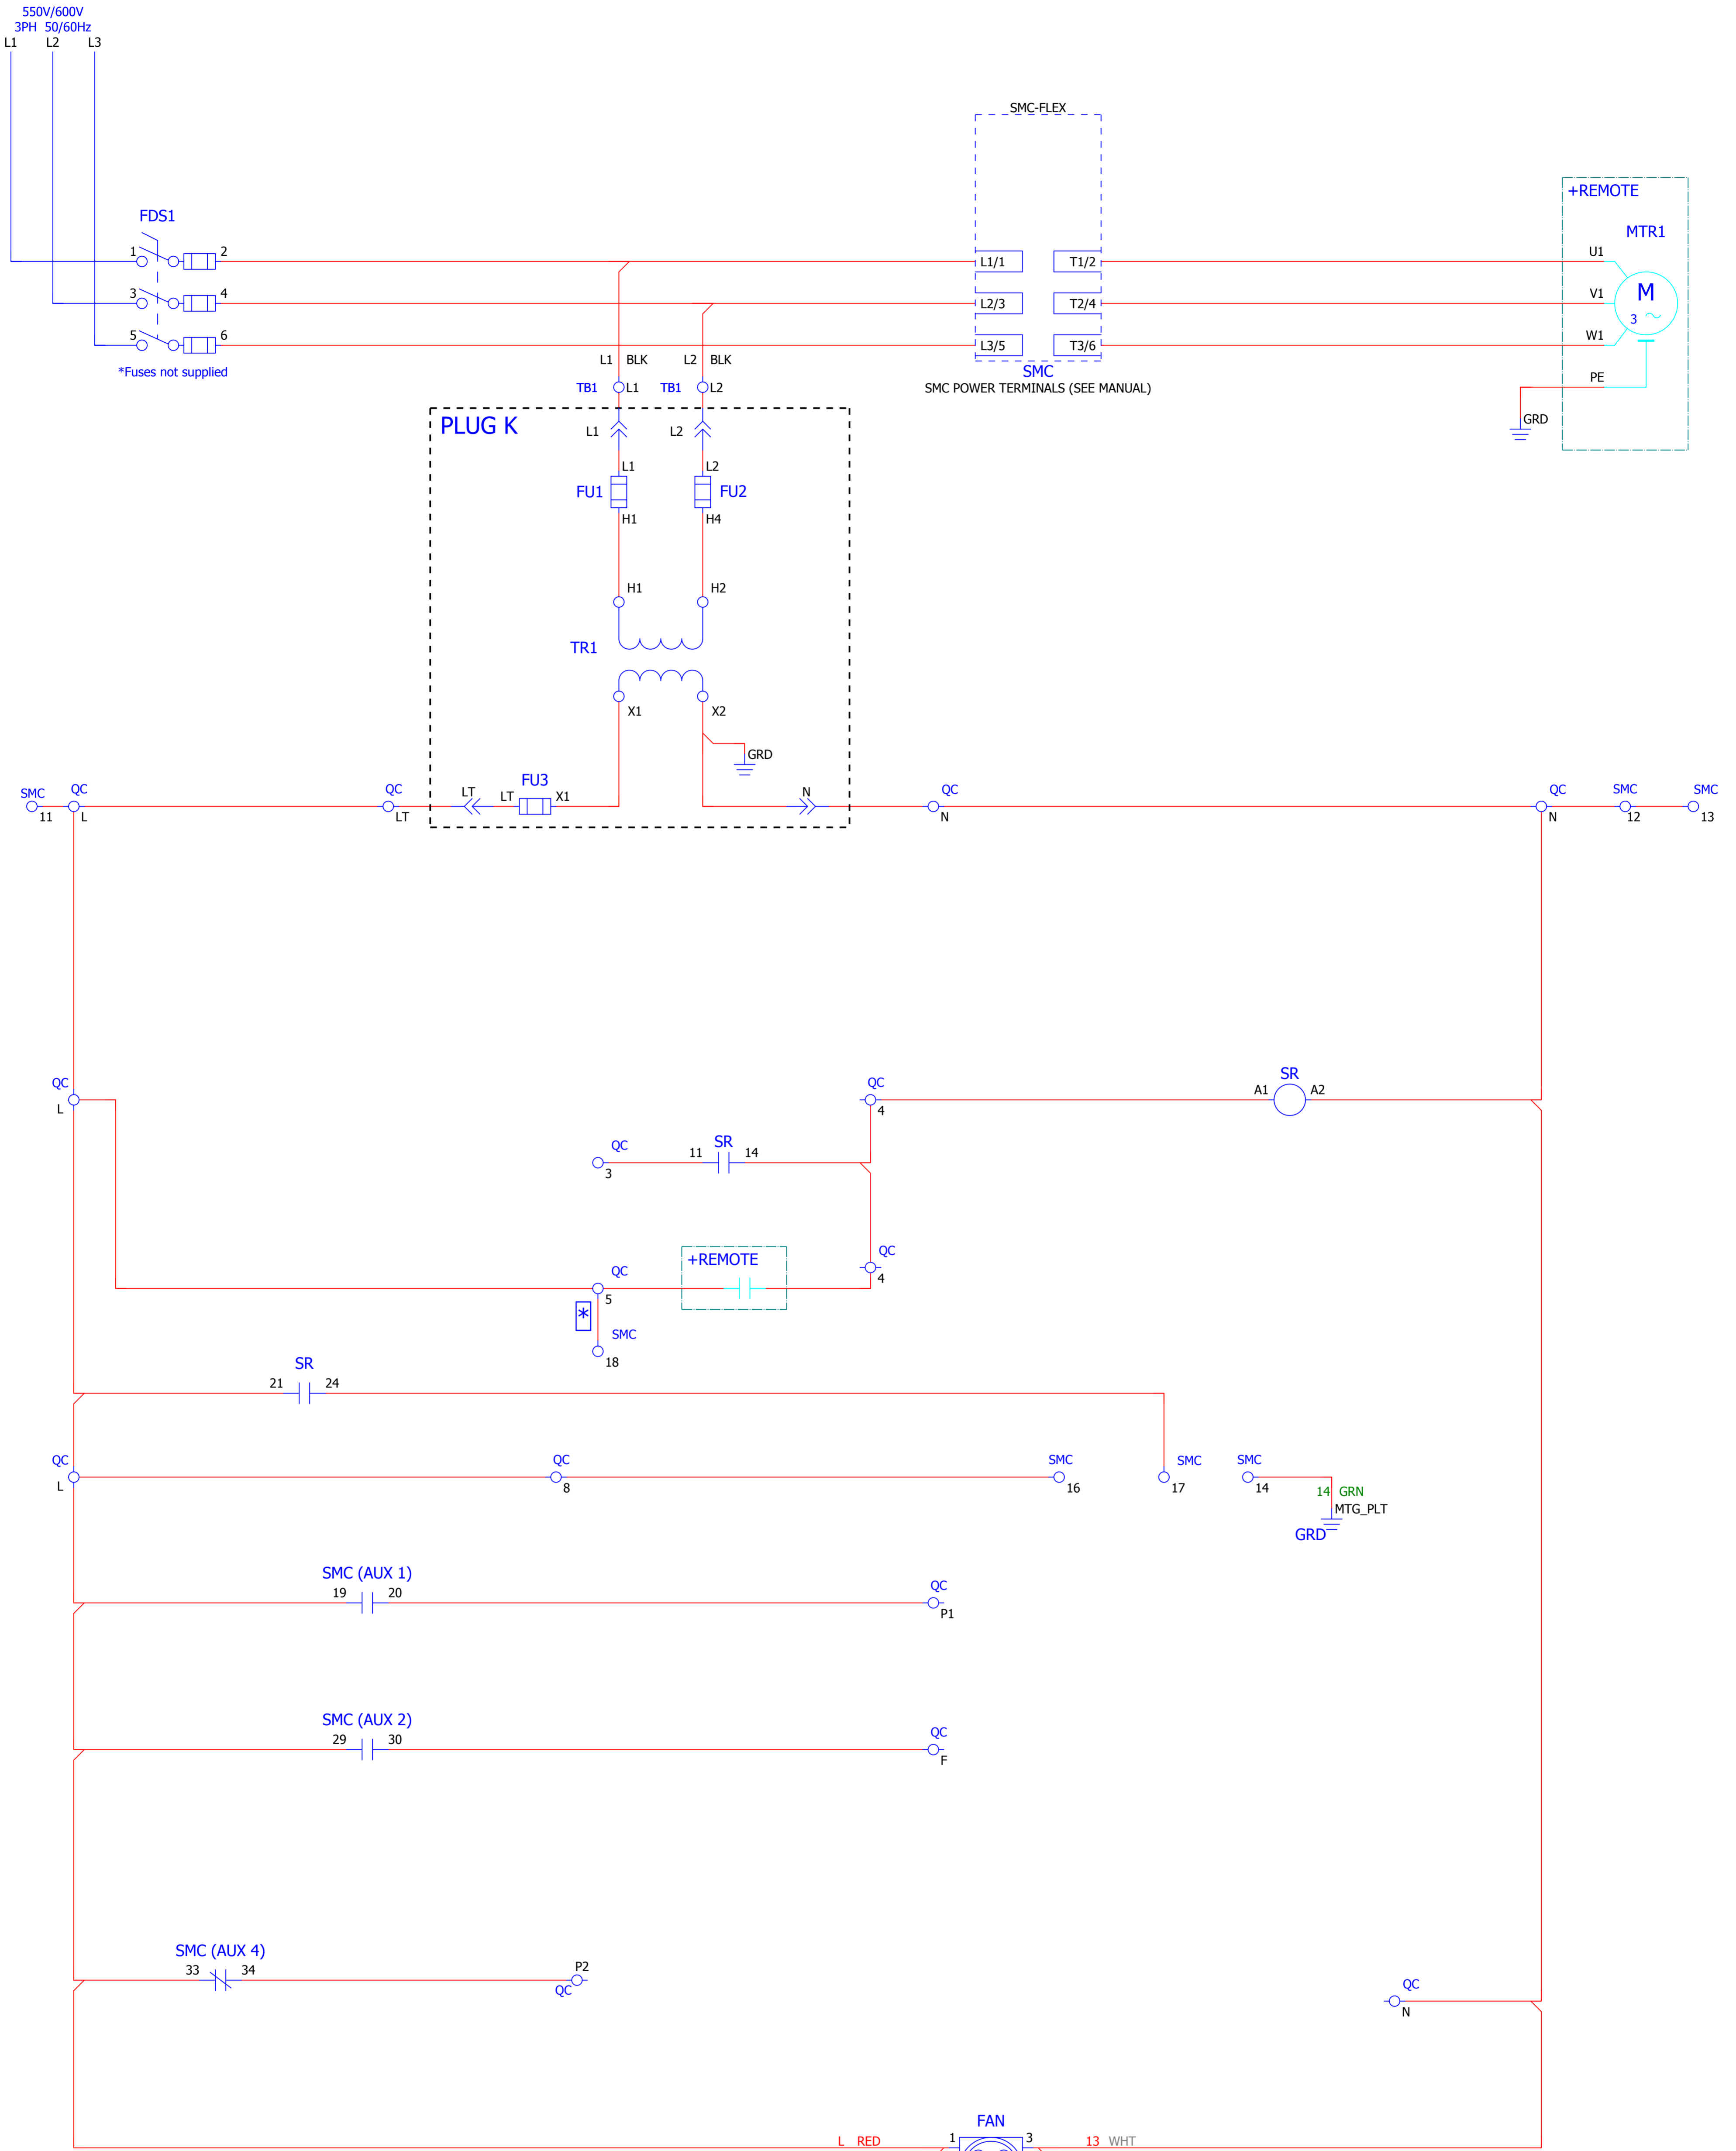 550V/600V
3PH 50/60Hz
L1 L2 L3
SMC-FLEX
+REMOTE
MTR1
FDS1
1 2
3 4
5 6
*Fuses not supplied
L1/1 T1/2
L2/3 T2/4
L3/5 T3/6
SMC
SMC POWER TERMINALS (SEE MANUAL)
U1
V1
W1
PE
M
3
GRD
L1 BLK L2 BLK
TB1 L1 TB1 L2
PLUG K
L1 L2
L1 L2
FU1 FU2
H1 H4
H1 H2
TR1
X1 X2
GRD
SMC QC QC LT FU3 N QC QC SMC SMC
LT X1
11 L LT N N 12 13
QC QC SR
A1 A2
L 4
QC SR
11 14
3
QC
4
+REMOTE
QC
5
*
SMC
18
SR
21 24
QC QC SMC SMC SMC
L 8 16 17 14
14 GRN
MTG_PLT
GRD
SMC (AUX 1)
19 20
QC
P1
SMC (AUX 2)
29 30
QC
F
SMC (AUX 4)
33 34
P2
QC
QC
N
FAN
L RED 1 3 13 WHT